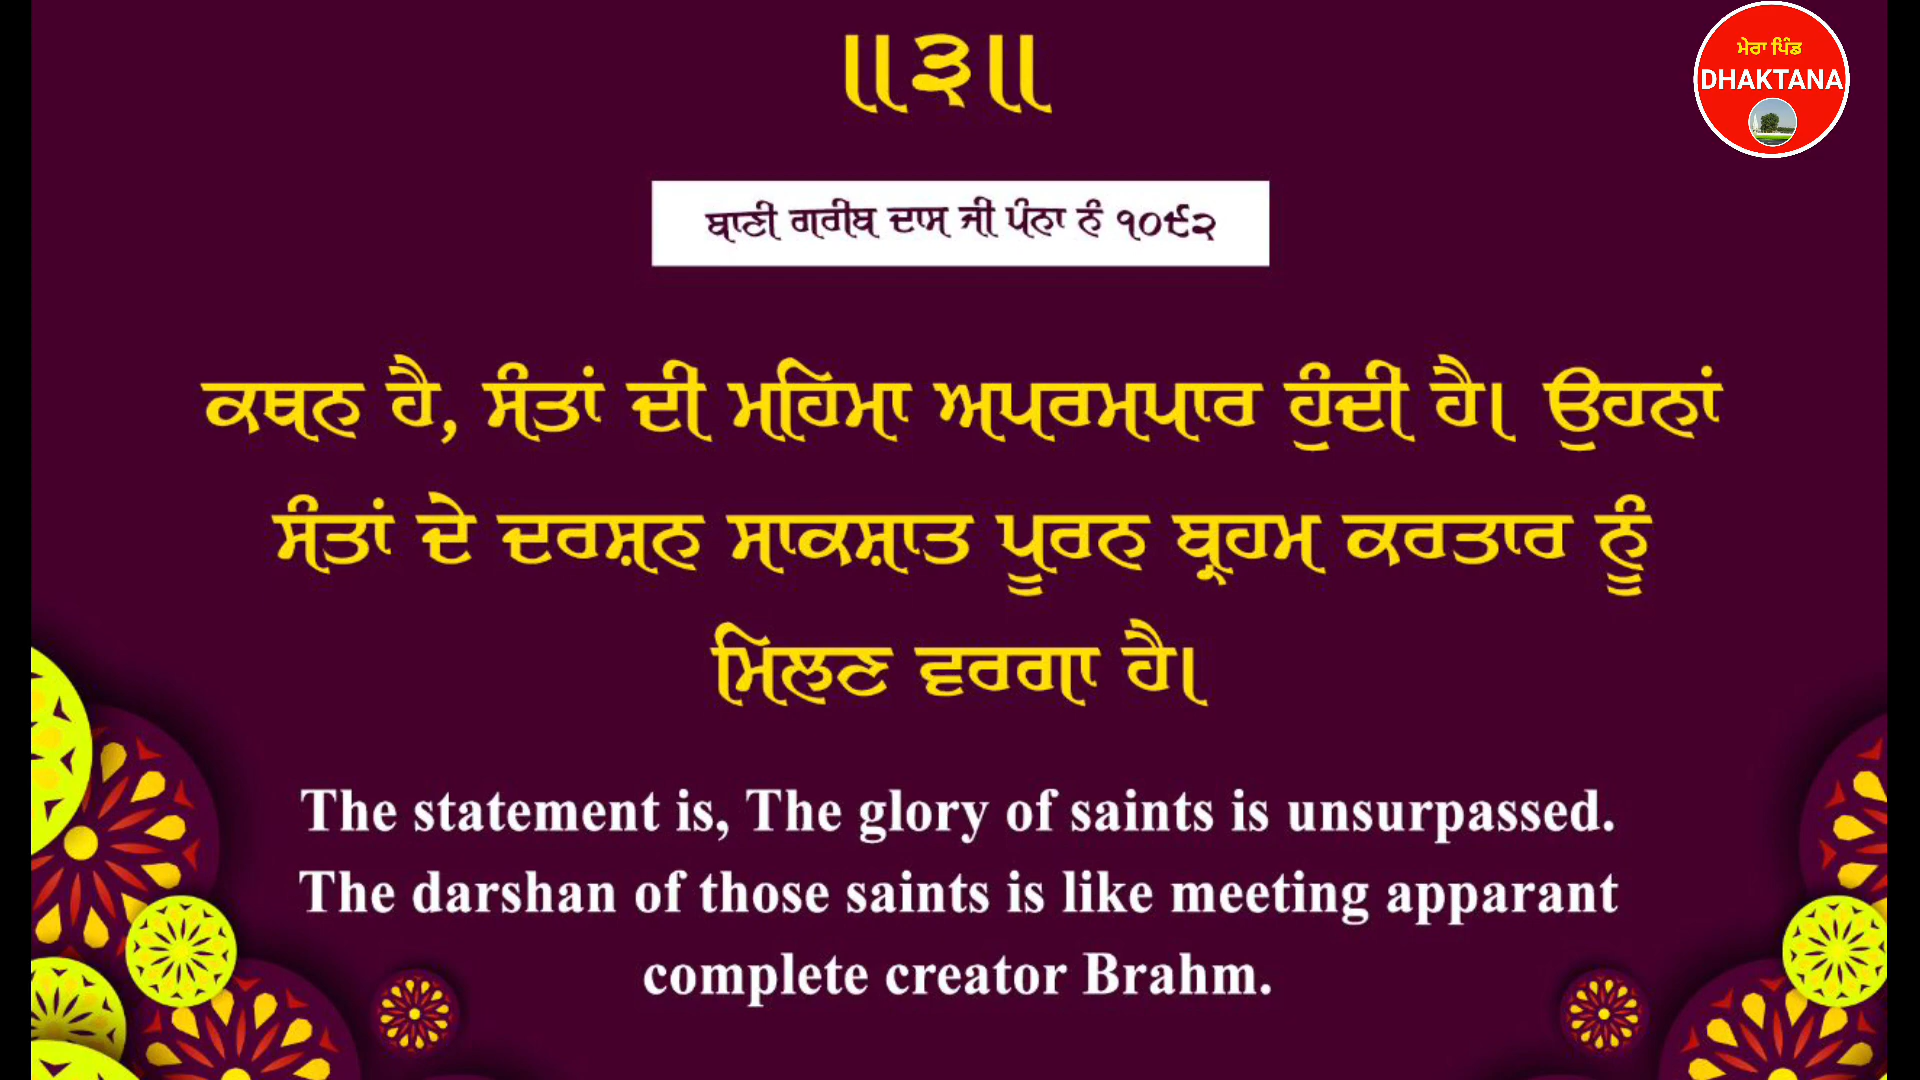 ॥੩॥
ਮੇਰਾ ਪਿੰਡ
DHAKTANA
ਬਾਣੀ ਗਰੀਬ ਦਾਸ ਜੀ ਪੰਨਾ ਨੰ ੧੦੯੨
ਕਥਨ ਹੈ, ਸੰਤਾਂ ਦੀ ਮਹਿਮਾ ਅਪਰਮਪਾਰ ਹੁੰਦੀ ਹੈ। ਉਹਨਾਂ
ਸੰਤਾਂ ਦੇ ਦਰਸ਼ਨ ਸਾਕਸ਼ਾਤ ਪੂਰਨ ਬ੍ਰਹਮ ਕਰਤਾਰ ਨੂੰ
ਮਿਲਣ ਵਰਗਾ ਹੈ।
The statement is, The glory of saints is unsurpassed.
The darshan of those saints is like meeting apparant
complete creator Brahm.